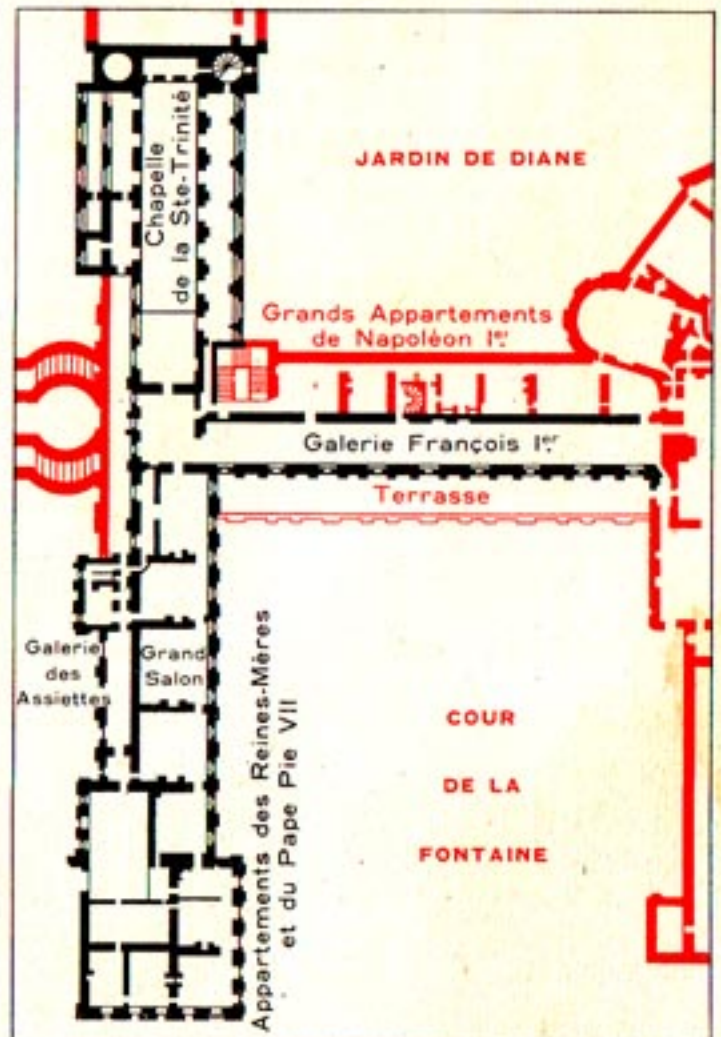 Chapelle
de la Ste-Trinité
JARDIN DE DIANE
Grands Appartements
de Napoléon Ier.
Galerie François Ier.
Terrasse
Galerie
des
Assiettes
Grand
Salon
Appartements des Reines-Mères
et du Pape Pie VII
COUR
DE LA
FONTAINE